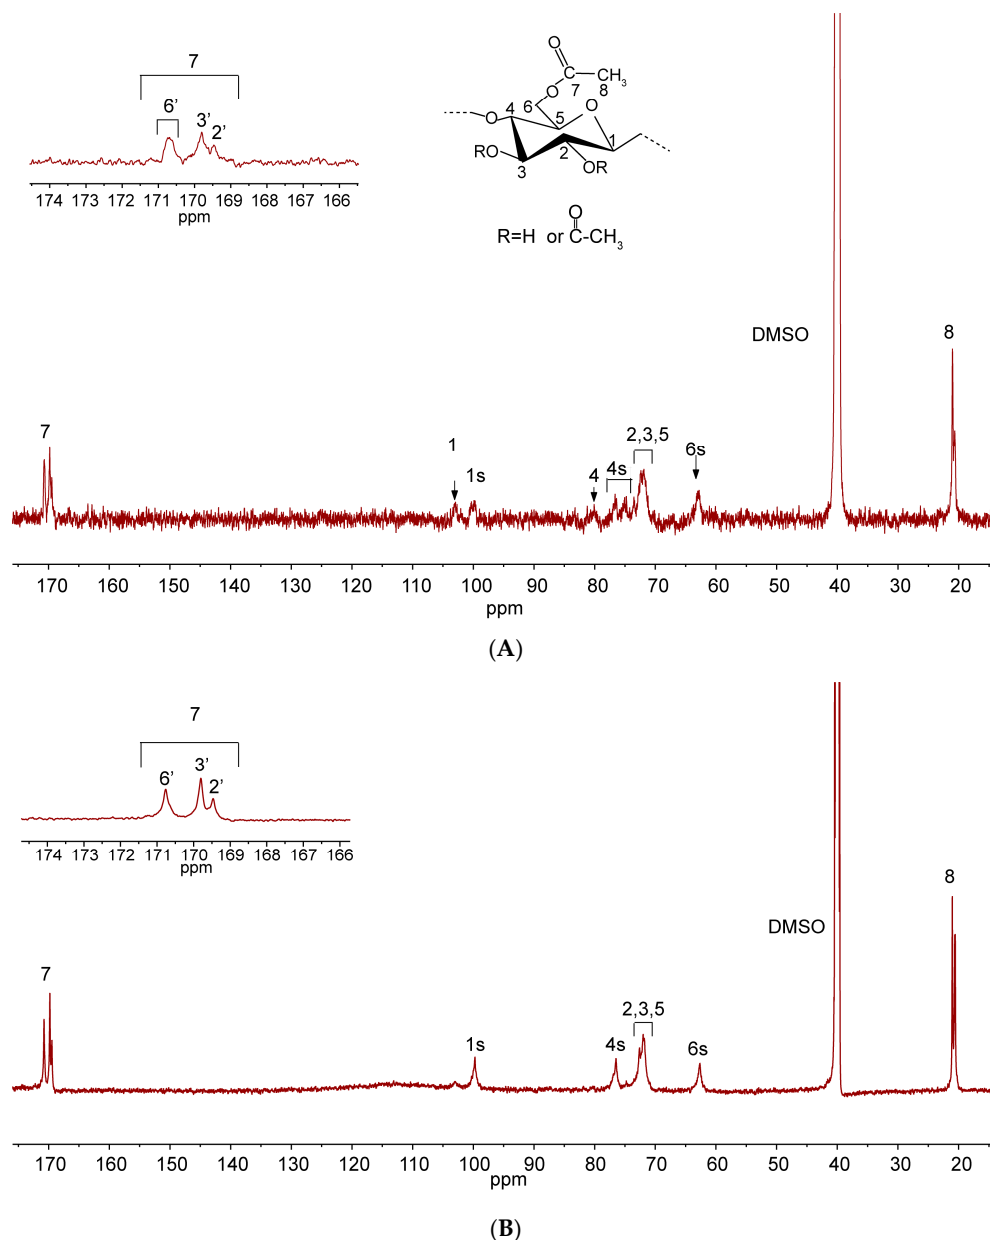 7
6’
3’
2’
174 173 172 171 170 169 168 167 166
ppm
O
C
CH3
7
8
O
6
O
4
O
5
1
RO
2
3
OR
O
R=H or C-CH3
DMSO
8
7
1
1s
4
4s
2,3,5
6s
170 160 150 140 130 120 110 100 90 80 70 60 50 40 30 20
ppm
(A)
7
6’
3’
2’
174 173 172 171 170 169 168 167 166
ppm
8
DMSO
7
1s
4s
2,3,5
6s
170 160 150 140 130 120 110 100 90 80 70 60 50 40 30 20
ppm
(B)